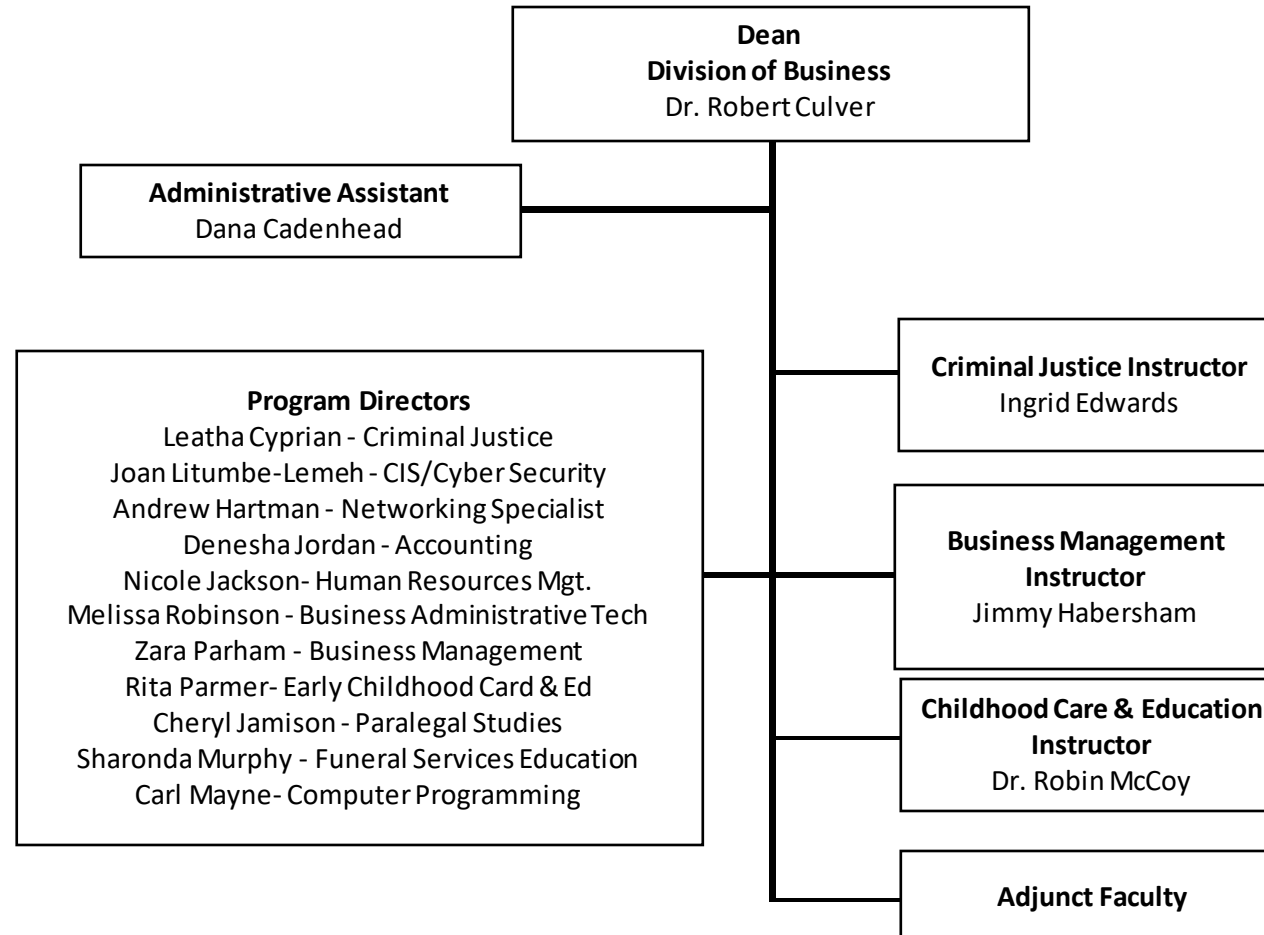 Dean
Division of Business
Dr. Robert Culver
Administrative Assistant
Dana Cadenhead
Program Directors
Leatha Cyprian - Criminal Justice
Joan Litumbe-Lemeh - CIS/Cyber Security
Andrew Hartman - Networking Specialist
Denesha Jordan - Accounting
Nicole Jackson- Human Resources Mgt.
Melissa Robinson - Business Administrative Tech
Zara Parham - Business Management
Rita Parmer- Early Childhood Card & Ed
Cheryl Jamison - Paralegal Studies
Sharonda Murphy - Funeral Services Education
Carl Mayne- Computer Programming
Criminal Justice Instructor
Ingrid Edwards
Business Management
Instructor
Jimmy Habersham
Childhood Care & Education
Instructor
Dr. Robin McCoy
Adjunct Faculty